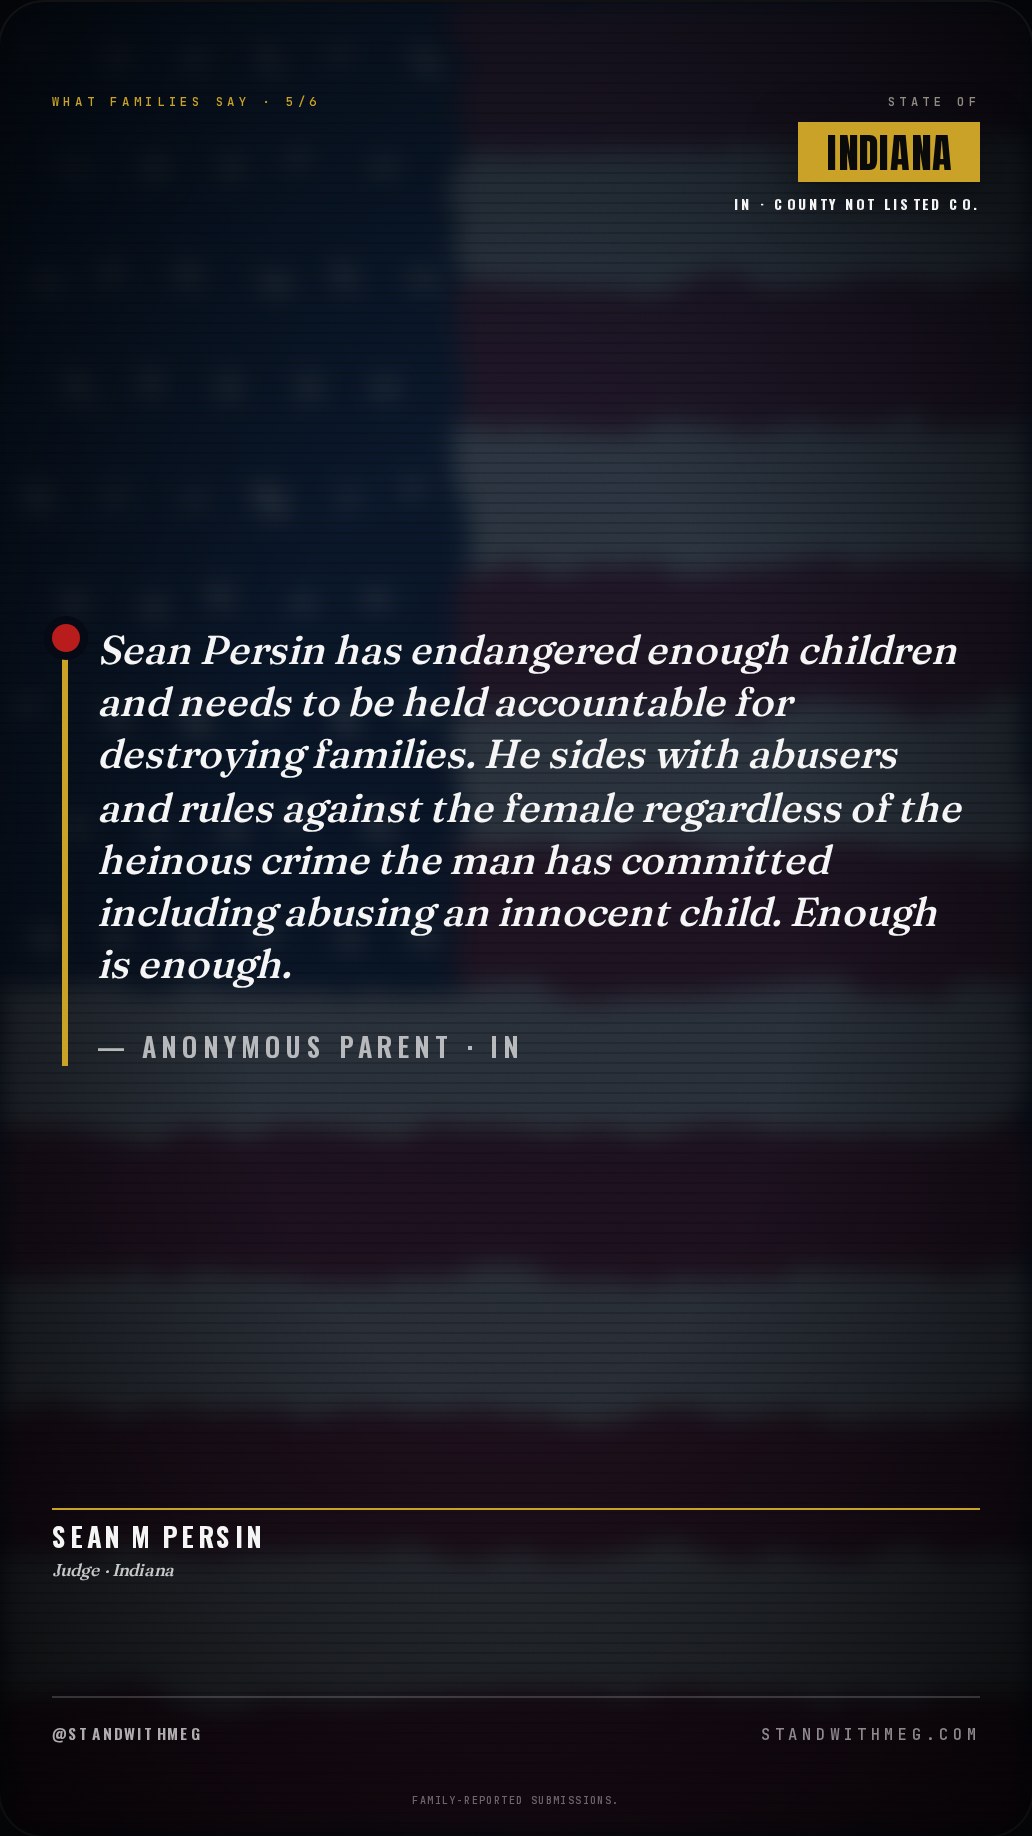 WHAT FAMILIES SAY · 5/6
STATE OF
INDIANA
IN · COUNTY NOT LISTED CO.
Sean Persin has endangered enough children
and needs to be held accountable for
destroying families. He sides with abusers
and rules against the female regardless of the
heinous crime the man has committed
including abusing an innocent child. Enough
is enough.
— ANONYMOUS PARENT · IN
SEAN M PERSIN
Judge · Indiana
@STANDWITHMEG
STANDWITHMEG.COM
FAMILY-REPORTED SUBMISSIONS.